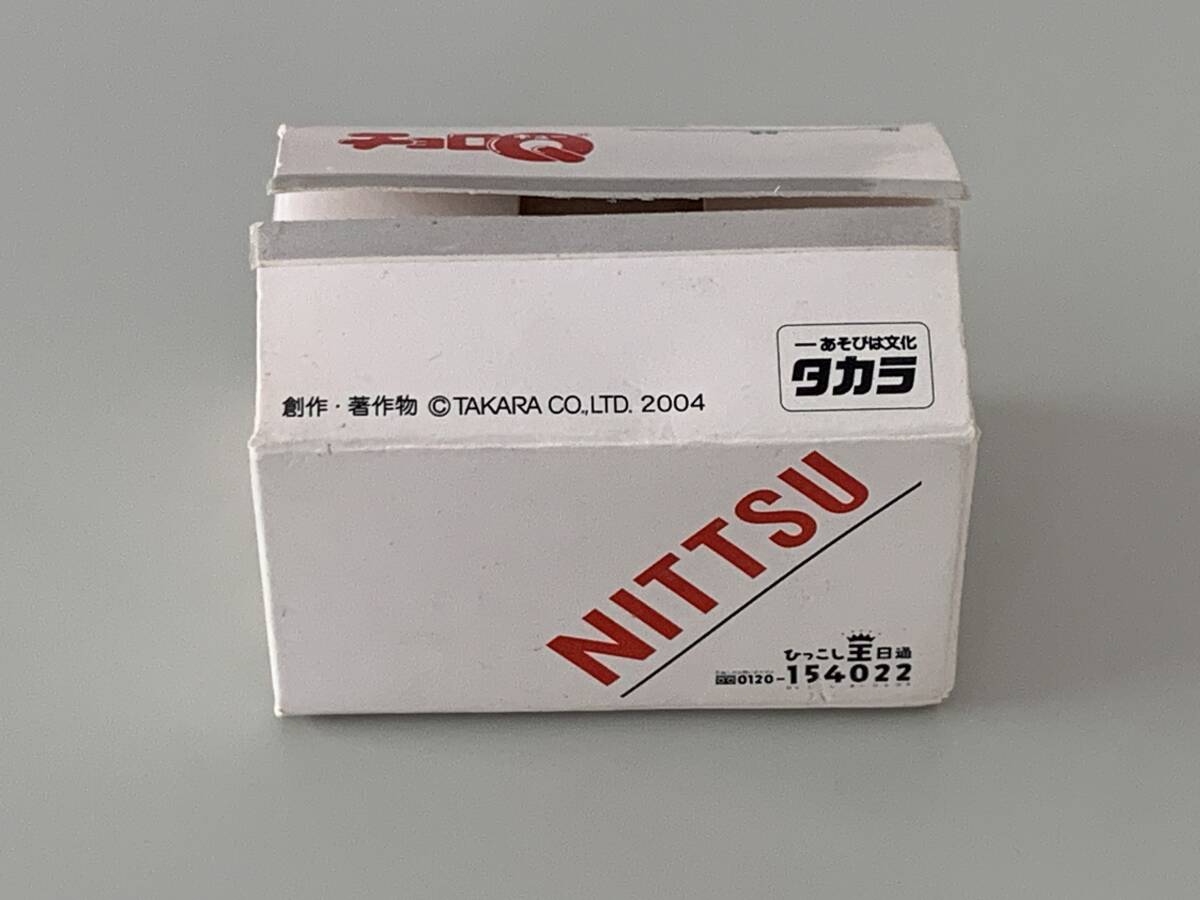 チョロQ
ーあそびは文化
タカラ
創作・著作物 ©TAKARA CO.,LTD. 2004
NITTSU
ひっこし王日通
0120-154022